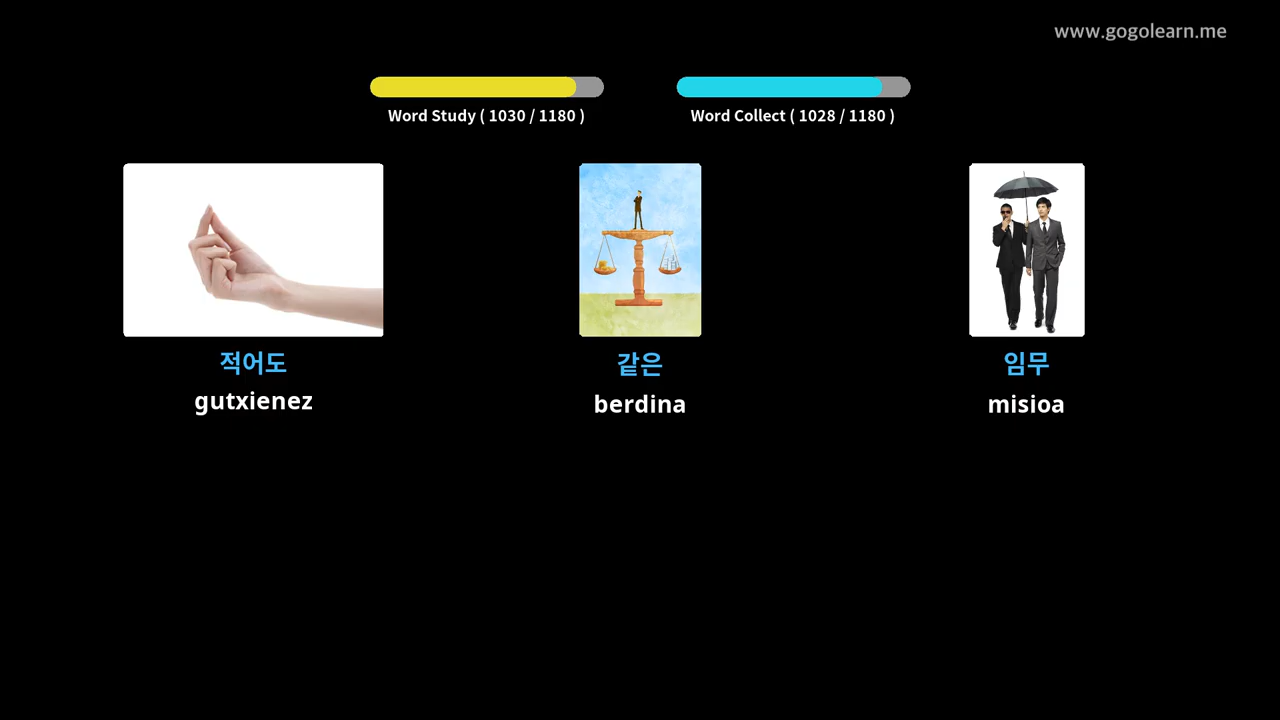 www.gogolearn.me
Word Study ( 1030 / 1180 )
Word Collect ( 1028 / 1180 )
적어도
gutxienez
같은
berdina
임무
misioa